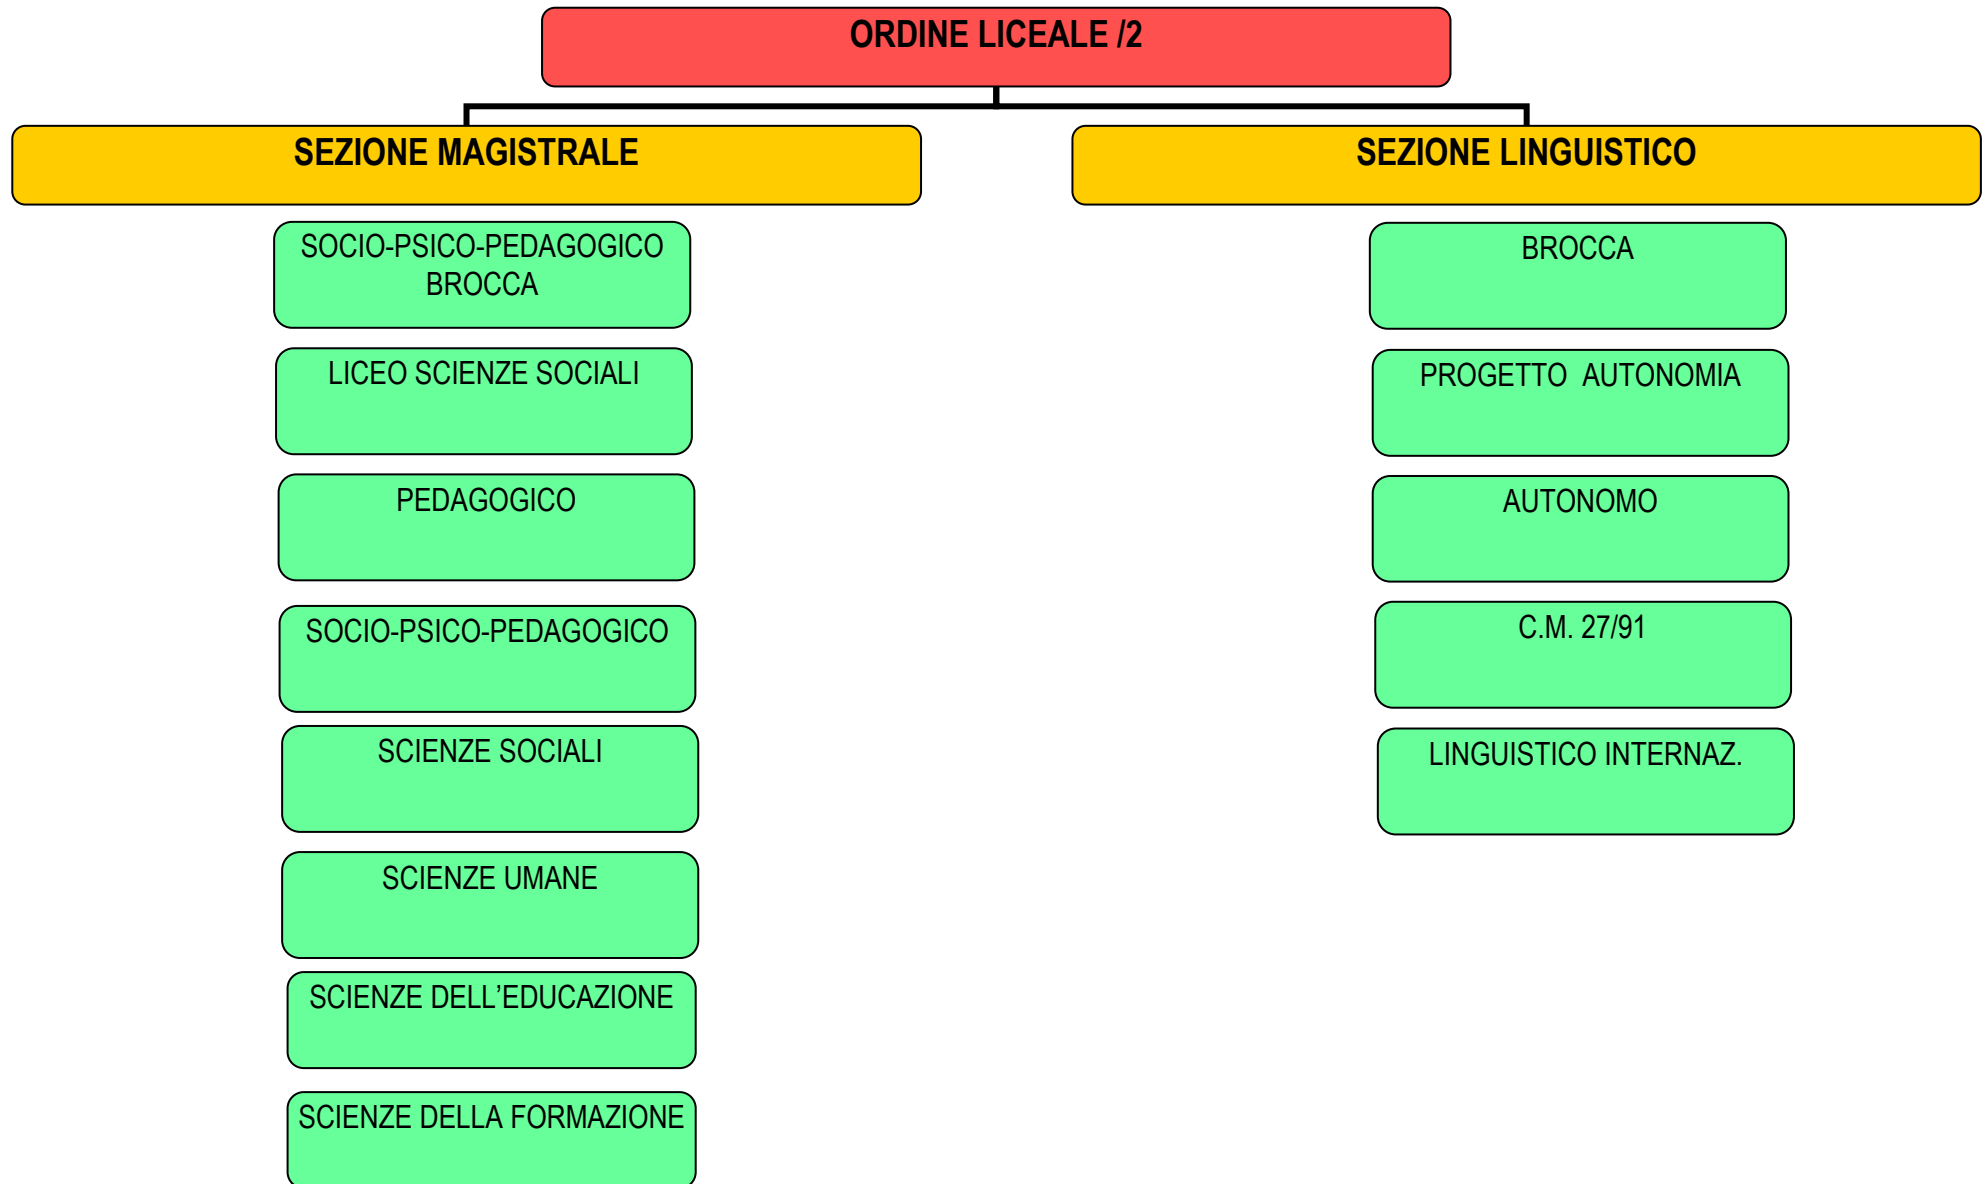 ORDINE LICEALE /2
SEZIONE MAGISTRALE
SOCIO-PSICO-PEDAGOGICO
BROCCA
LICEO SCIENZE SOCIALI
PEDAGOGICO
SOCIO-PSICO-PEDAGOGICO
SCIENZE SOCIALI
SCIENZE UMANE
SCIENZE DELL’EDUCAZIONE
SCIENZE DELLA FORMAZIONE
SEZIONE LINGUISTICO
BROCCA
PROGETTO  AUTONOMIA
AUTONOMO
C.M. 27/91
LINGUISTICO INTERNAZ.